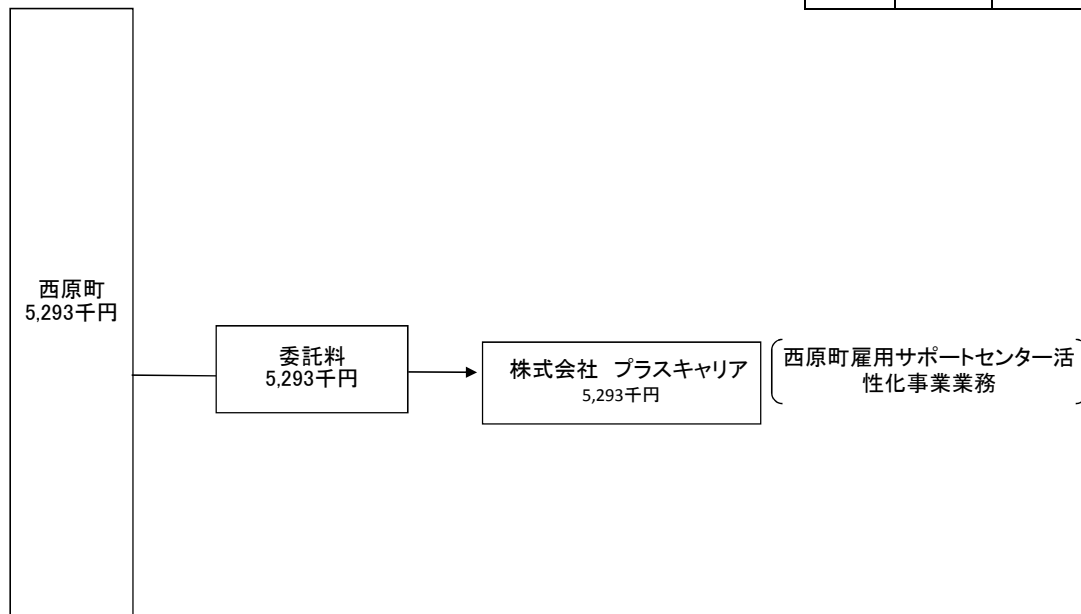 西原町
5,293千円
委託料
5,293千円
株式会社　プラスキャリア
5,293千円
西原町雇用サポートセンター活
性化事業業務